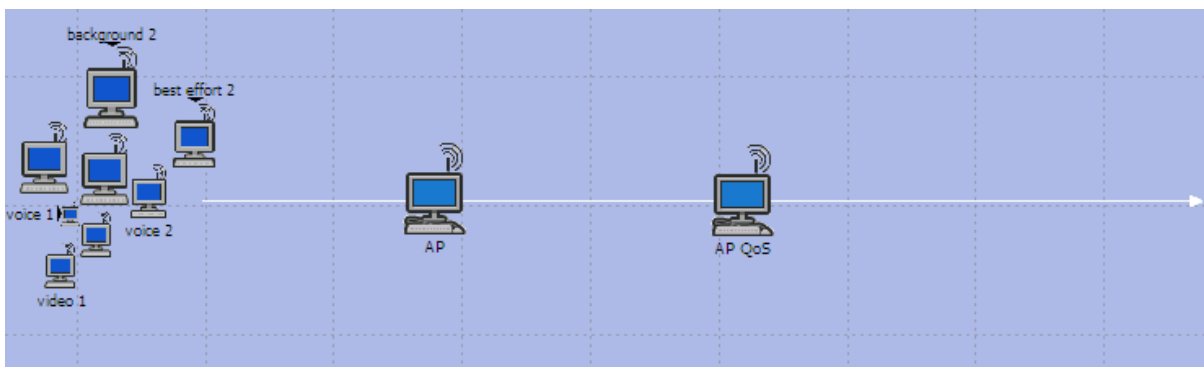 background 2
best effort 2
voice 1
voice 2
video 1
AP
AP QoS